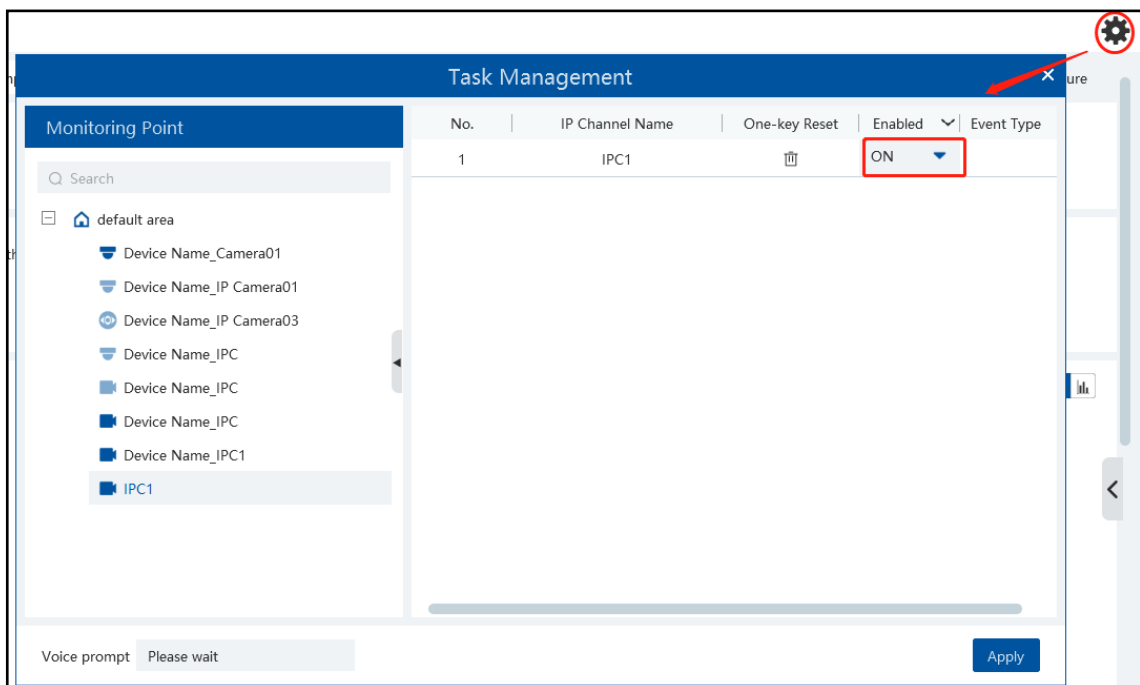 Task Management
ure
Monitoring Point
No. IP Channel Name One-key Reset Enabled Event Type
1 IPC1 ON
Search
default area
Device Name_Camera01
Device Name_IP Camera01
Device Name_IP Camera03
Device Name_IPC
Device Name_IPC
Device Name_IPC
Device Name_IPC1
IPC1
Voice prompt Please wait
Apply